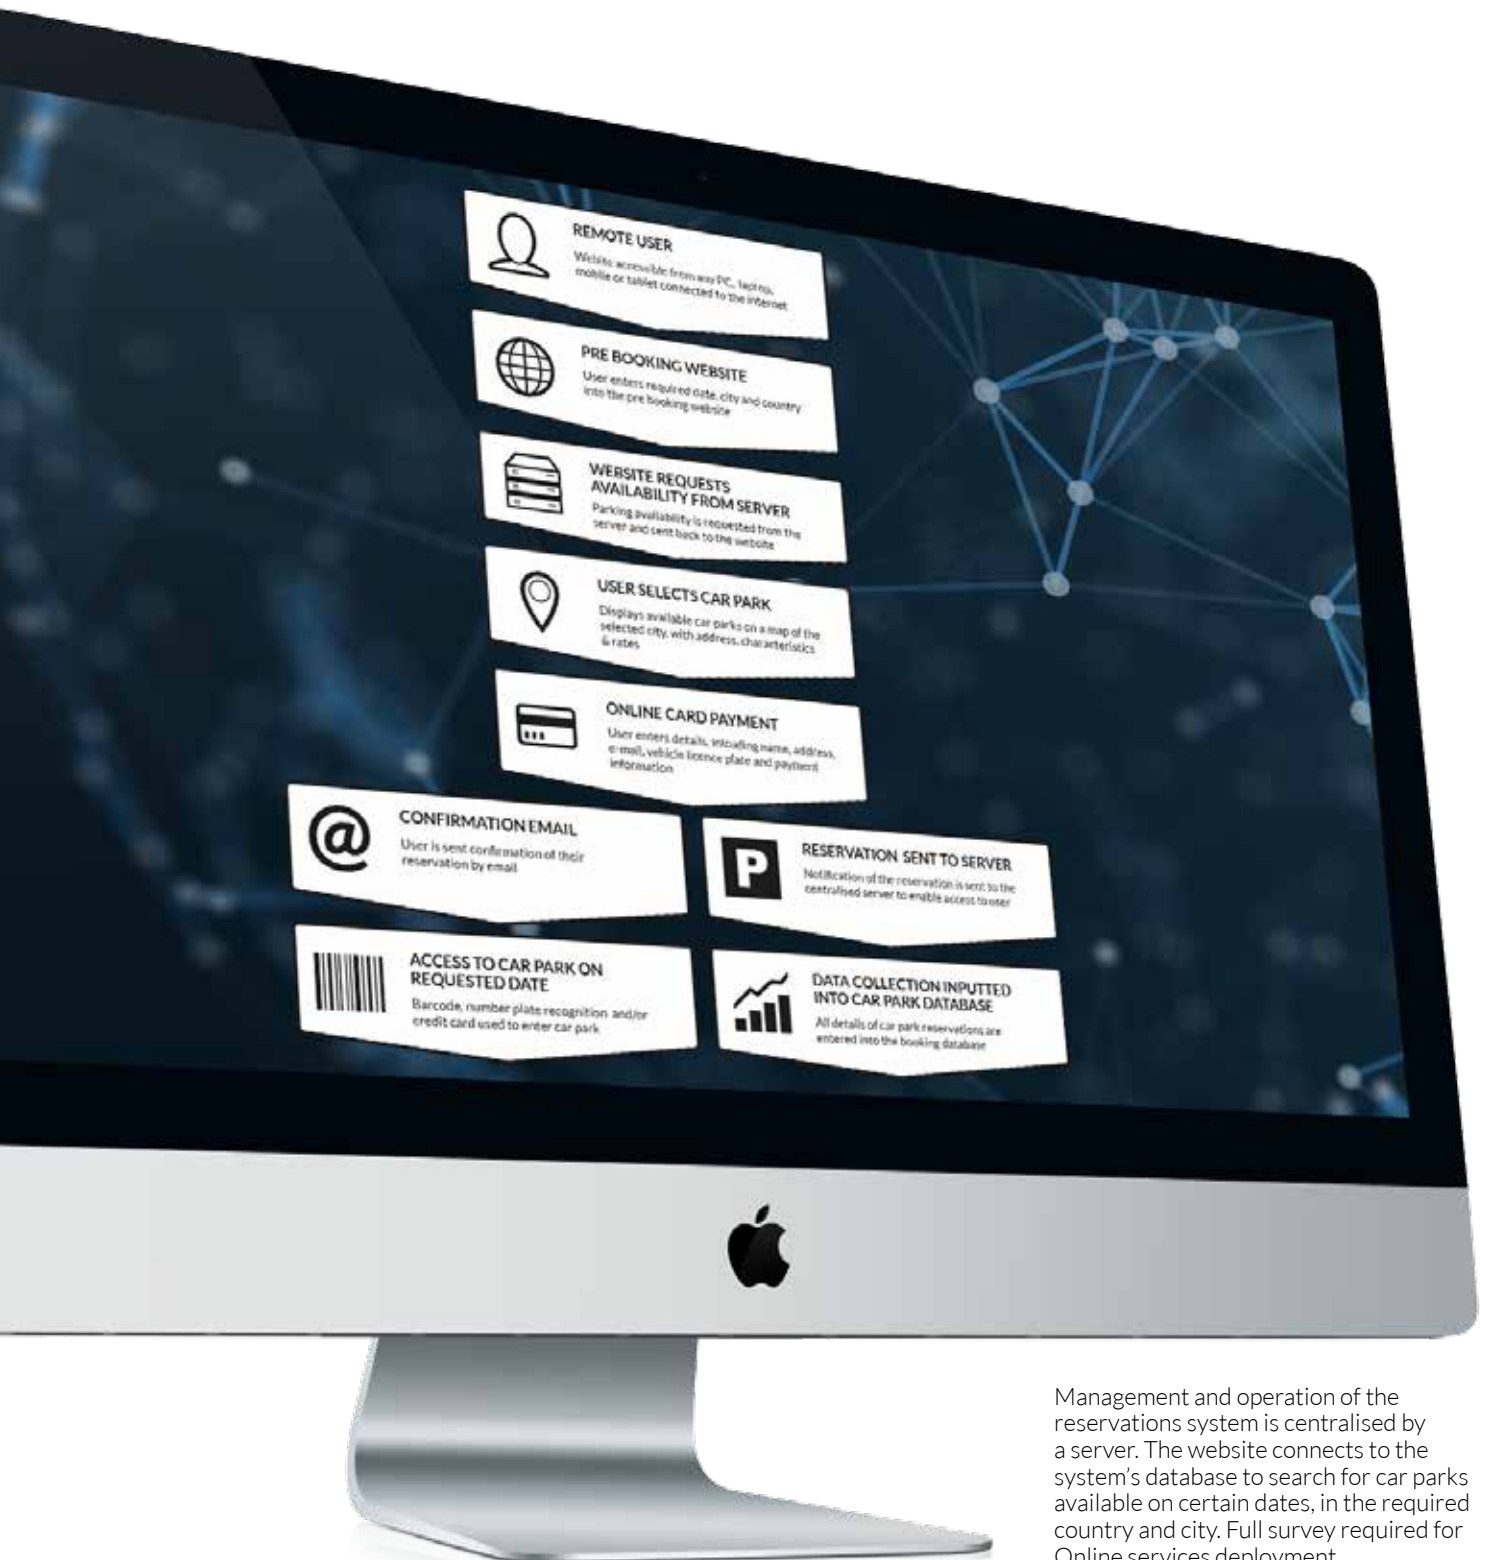 REMOTE USER
Website accessible from any PC, laptop,
mobile or tablet connected to the internet
PRE BOOKING WEBSITE
User enters required date, city and country
into the pre booking website
WEBSITE REQUESTS
AVAILABILITY FROM SERVER
Parking availability is requested from the
server and sent back to the website
USER SELECTS CAR PARK
Displays available car parks on a map of the
selected city, with address, characteristics
& rates
ONLINE CARD PAYMENT
User enters details, including name, address,
e-mail, vehicle licence plate and payment
information
CONFIRMATION EMAIL
User is sent confirmation of their
reservation by email
RESERVATION SENT TO SERVER
Notification of the reservation is sent to the
centralised server to enable access to user
ACCESS TO CAR PARK ON
REQUESTED DATE
Barcode, number plate recognition and/or
credit card used to enter car park
DATA COLLECTION INPUTTED
INTO CAR PARK DATABASE
All details of car park reservations are
entered into the booking database
Management and operation of the
reservations system is centralised by
a server. The website connects to the
system's database to search for car parks
available on certain dates, in the required
country and city. Full survey required for
Online services deployment